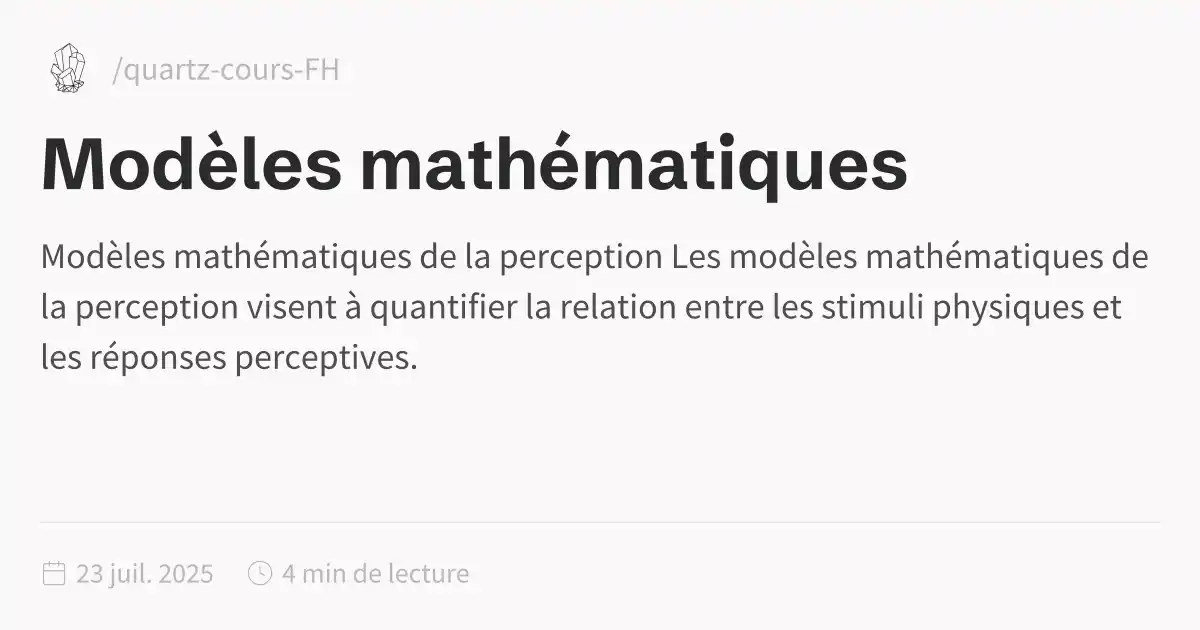 /quartz-cours-FH
Modèles mathématiques
Modèles mathématiques de la perception Les modèles mathématiques de
la perception visent à quantifier la relation entre les stimuli physiques et
les réponses perceptives.
23 juil. 2025 4 min de lecture